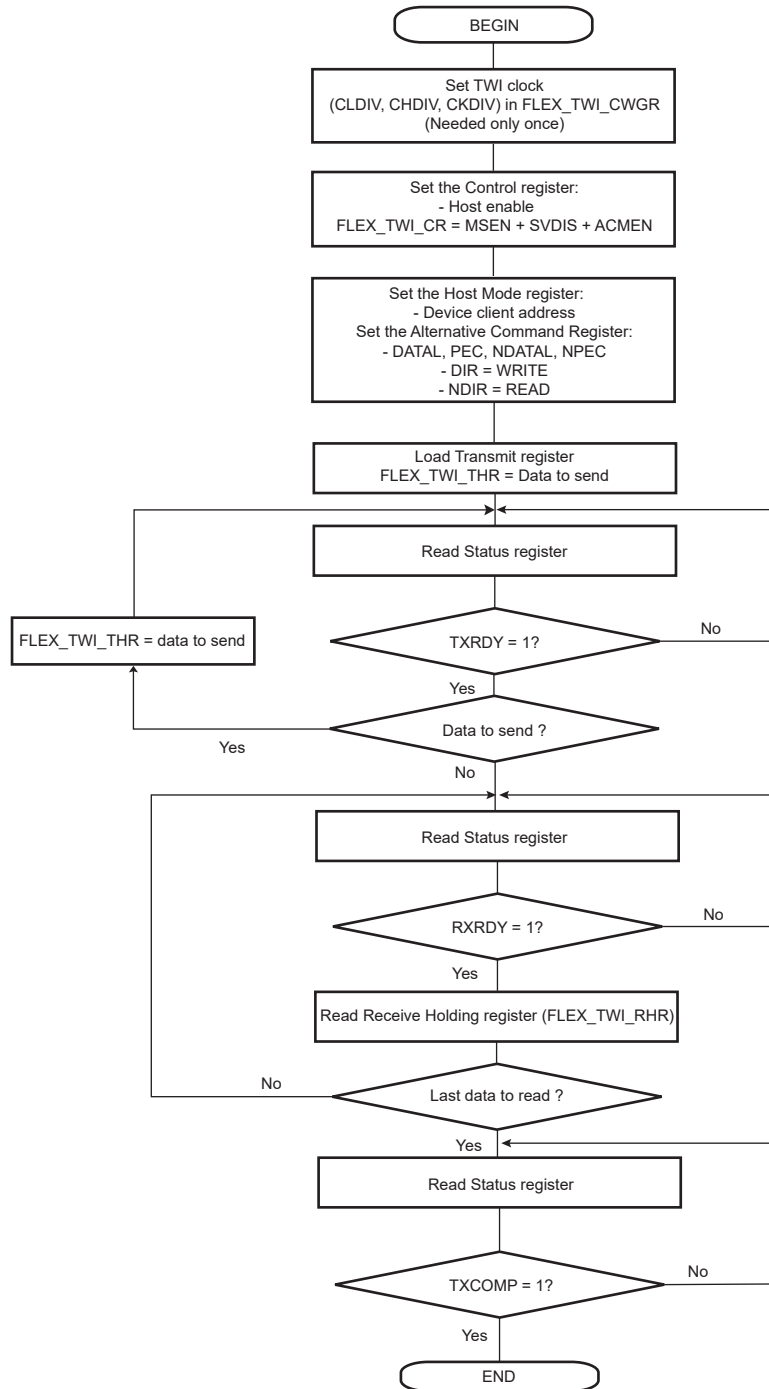 BEGIN
Set TWI clock
(CLDIV, CHDIV, CKDIV) in FLEX_TWI_CWGR
(Needed only once)
Set the Control register:
- Host enable
FLEX_TWI_CR = MSEN + SVDIS + ACMEN
Set the Host Mode register:
- Device client address
Set the Alternative Command Register:
- DATAL, PEC, NDATAL, NPEC
- DIR = WRITE
- NDIR = READ
Load Transmit register
FLEX_TWI_THR = Data to send
Read Status register
FLEX_TWI_THR = data to send
TXRDY = 1?
No
Yes
Data to send ?
Yes
No
Read Status register
RXRDY = 1?
No
Yes
Read Receive Holding register (FLEX_TWI_RHR)
No
Last data to read ?
Yes
Read Status register
TXCOMP = 1?
No
Yes
END